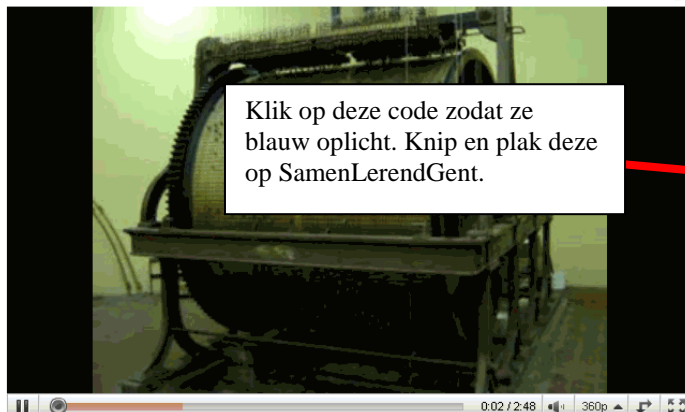 Klik op deze code zodat ze
blauw oplicht. Knip en plak deze
op SamenLerendGent.
0:02 / 2:48
360p